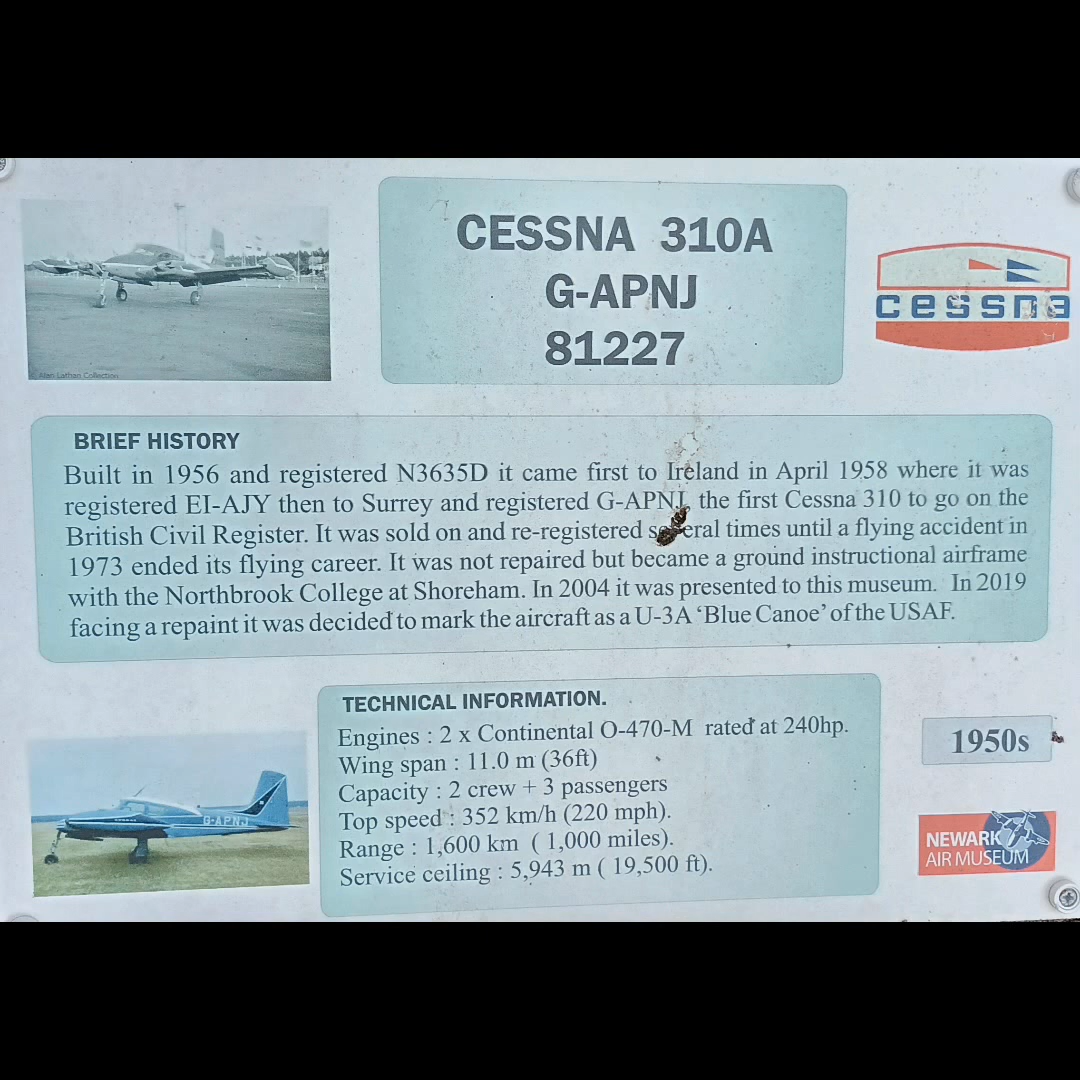 CESSNA 310A
G-APNJ
81227
© Alan Lathan Collection
cessna
BRIEF HISTORY
Built in 1956 and registered N3635D it came first to Ireland in April 1958 where it was
registered EI-AJY then to Surrey and registered G-APNJ the first Cessna 310 to go on the
British Civil Register. It was sold on and re-registered several times until a flying accident in
1973 ended its flying career. It was not repaired but became a ground instructional airframe
with the Northbrook College at Shoreham. In 2004 it was presented to this museum. In 2019
facing a repaint it was decided to mark the aircraft as a U-3A ‘Blue Canoe’ of the USAF.
TECHNICAL INFORMATION.
Engines : 2 x Continental O-470-M rated at 240hp.
Wing span : 11.0 m (36ft)
Capacity : 2 crew + 3 passengers
Top speed : 352 km/h (220 mph).
Range : 1,600 km ( 1,000 miles).
Service ceiling : 5,943 m ( 19,500 ft).
G-APNJ
1950s
NEWARK
AIR MUSEUM